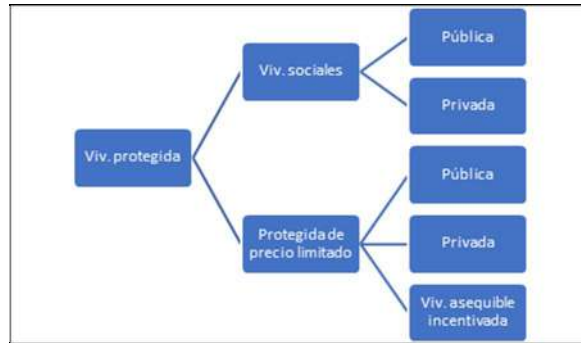 Viv. protegida
Viv. sociales
Pública
Privada
Protegida de
precio limitado
Pública
Privada
Viv. asequible
incentivada